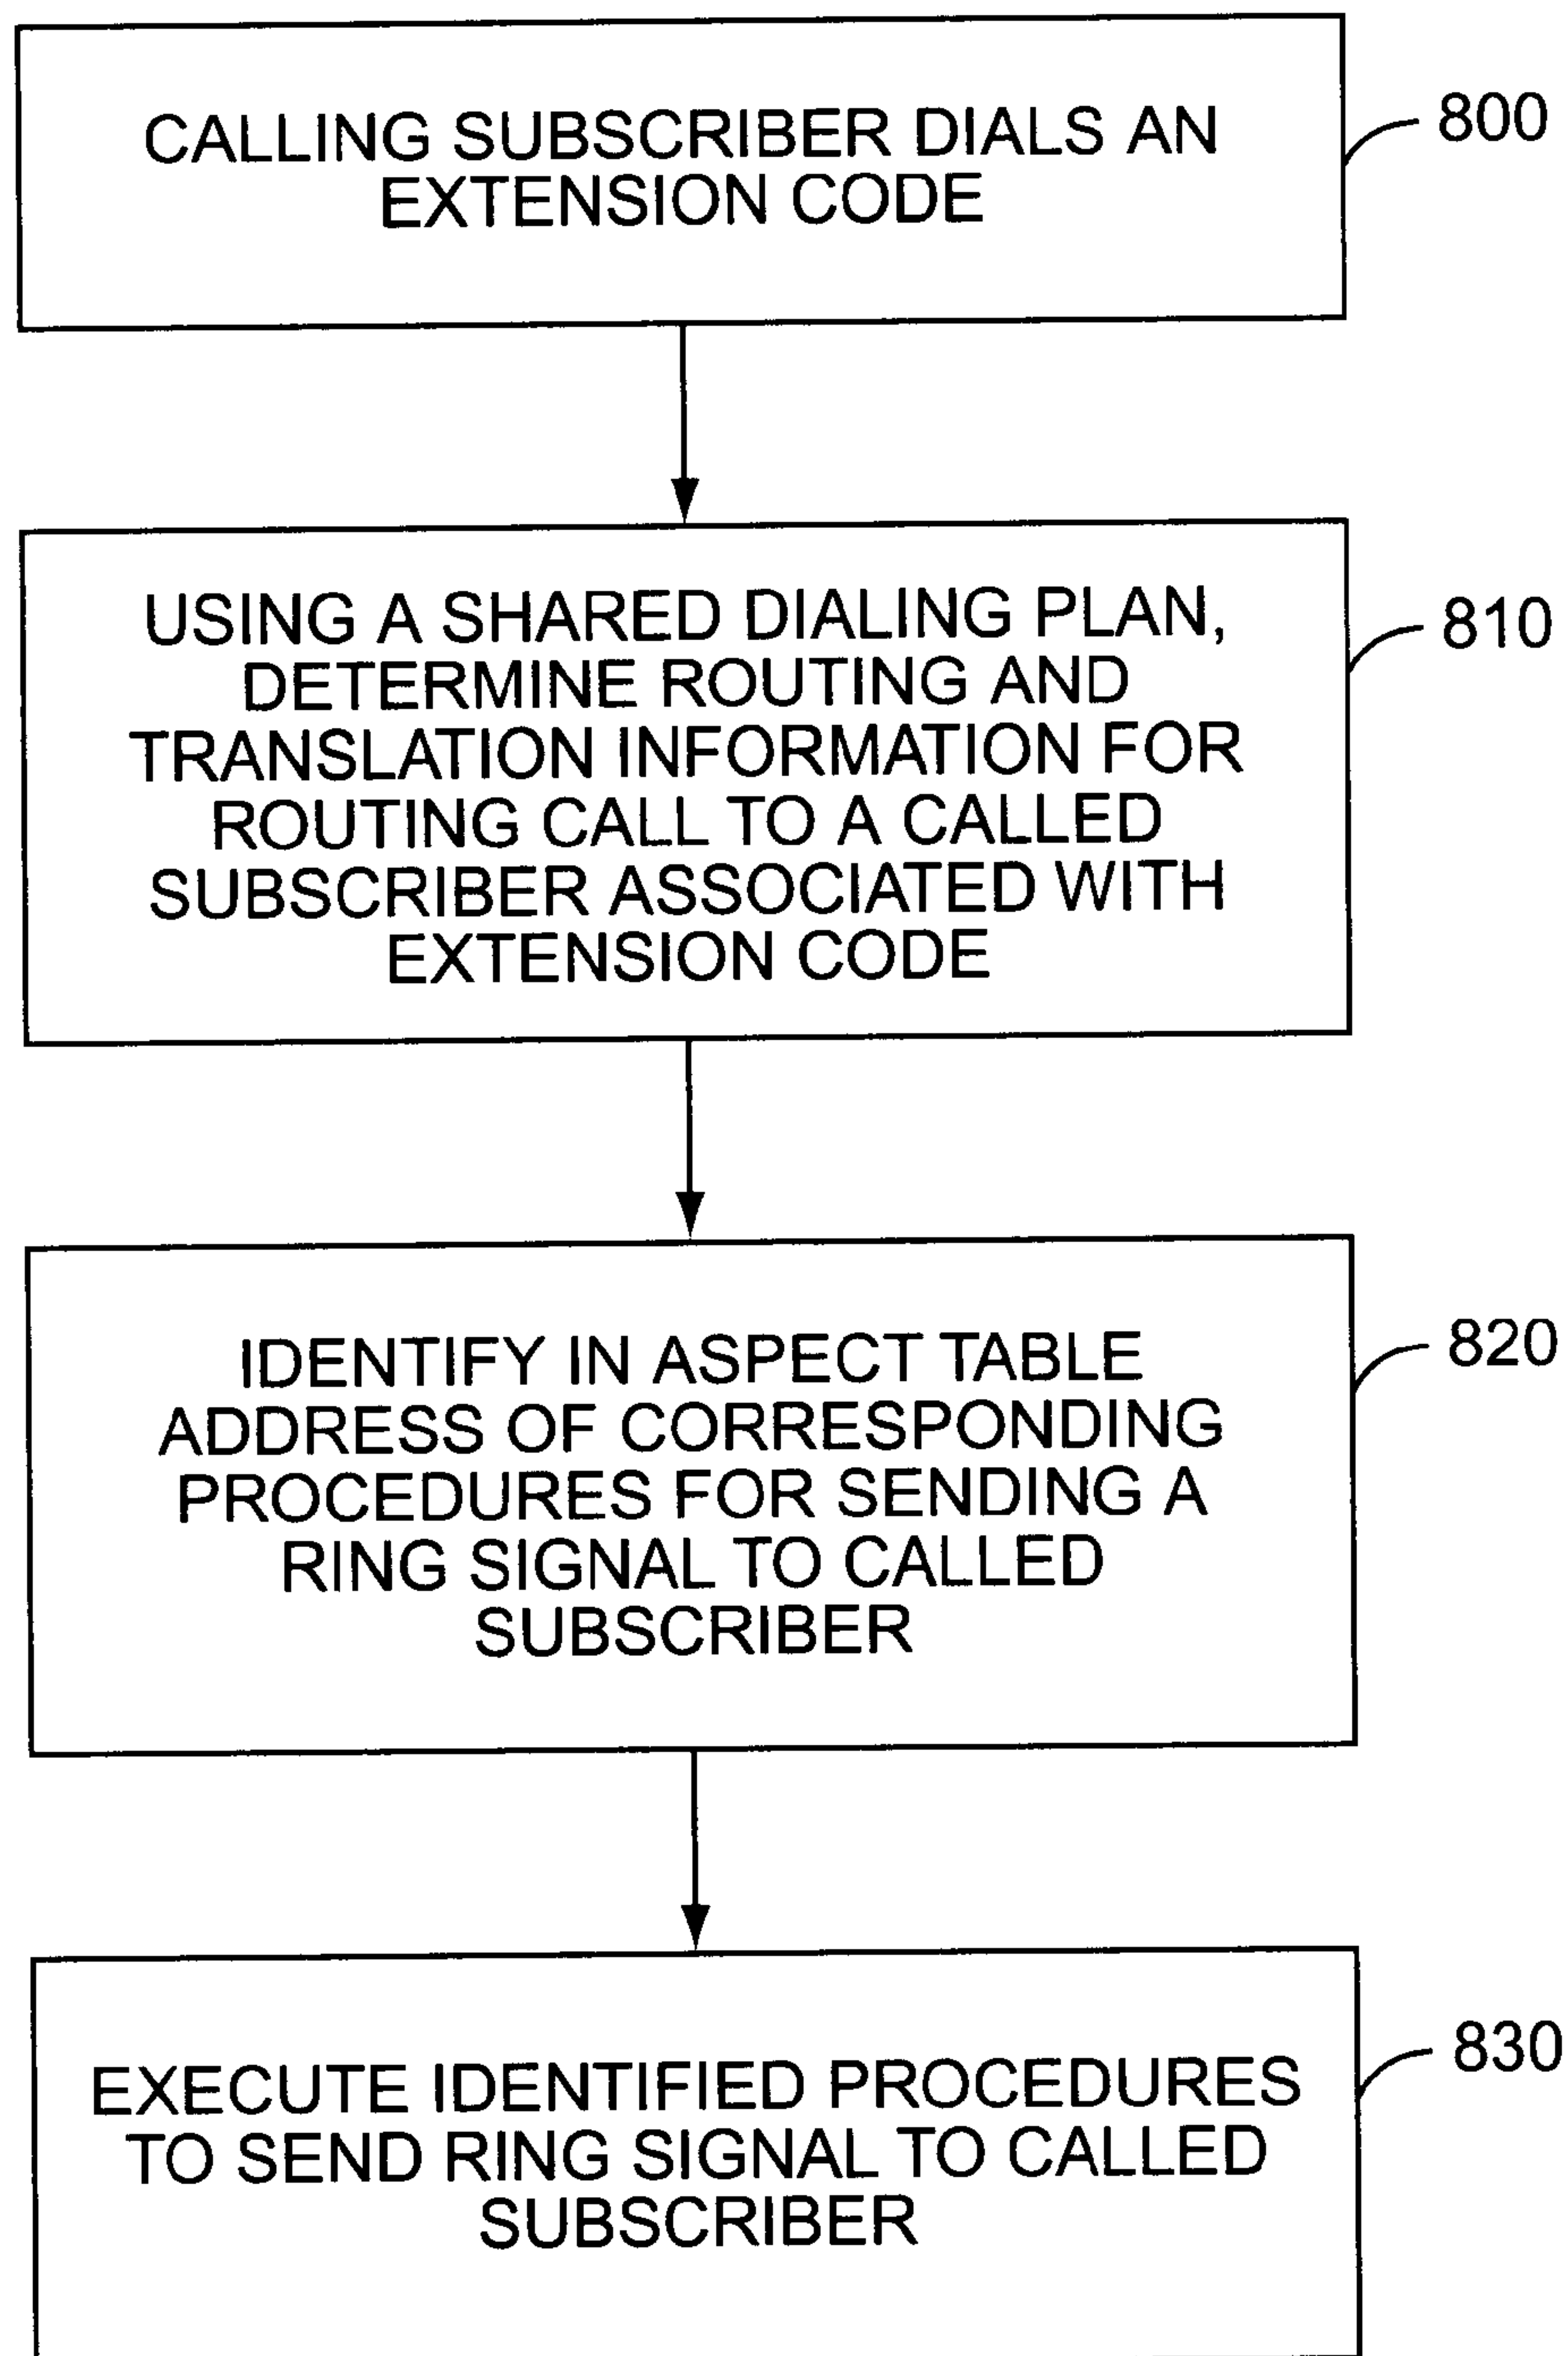 CALLING SUBSCRIBER DIALS AN
EXTENSION CODE
800
USING A SHARED DIALING PLAN,
DETERMINE ROUTING AND
TRANSLATION INFORMATION FOR
ROUTING CALL TO A CALLED
SUBSCRIBER ASSOCIATED WITH
EXTENSION CODE
810
IDENTIFY IN ASPECT TABLE
ADDRESS OF CORRESPONDING
PROCEDURES FOR SENDING A
RING SIGNAL TO CALLED
SUBSCRIBER
820
EXECUTE IDENTIFIED PROCEDURES
TO SEND RING SIGNAL TO CALLED
SUBSCRIBER
830